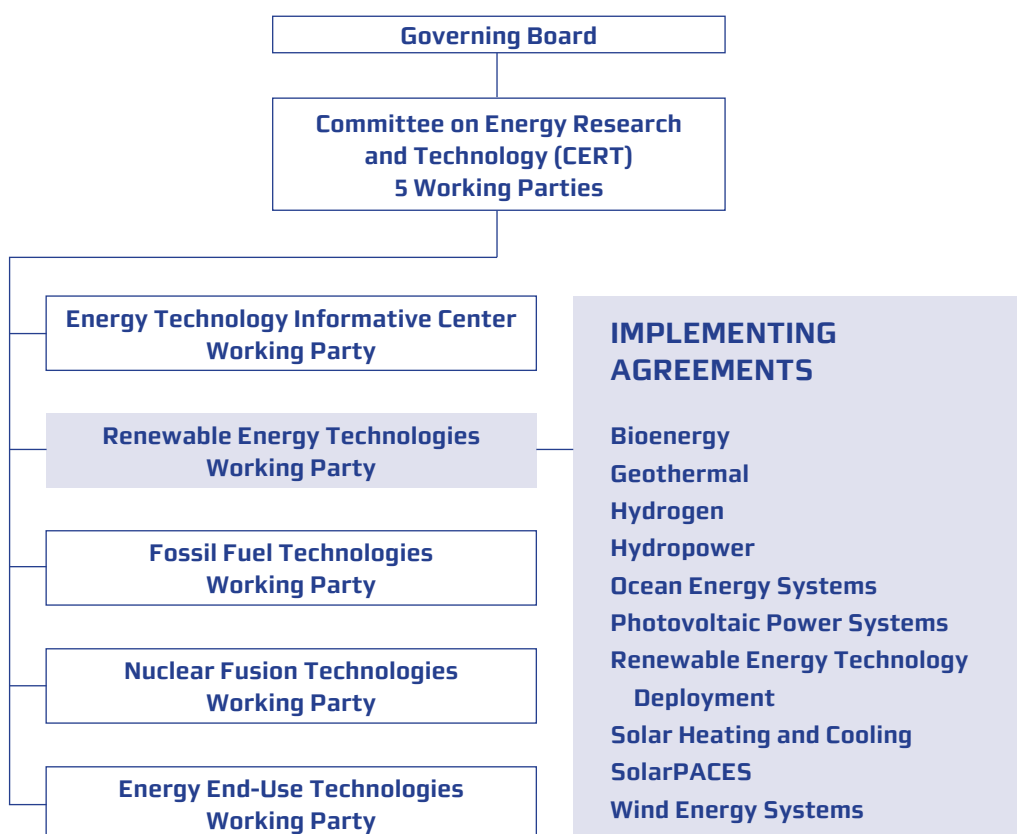 Governing Board
Committee on Energy Research
and Technology (CERT)
5 Working Parties
Energy Technology Informative Center
Working Party
Renewable Energy Technologies
Working Party
Fossil Fuel Technologies
Working Party
Nuclear Fusion Technologies
Working Party
Energy End-Use Technologies
Working Party
IMPLEMENTING
AGREEMENTS
Bioenergy
Geothermal
Hydrogen
Hydropower
Ocean Energy Systems
Photovoltaic Power Systems
Renewable Energy Technology
Deployment
Solar Heating and Cooling
SolarPACES
Wind Energy Systems